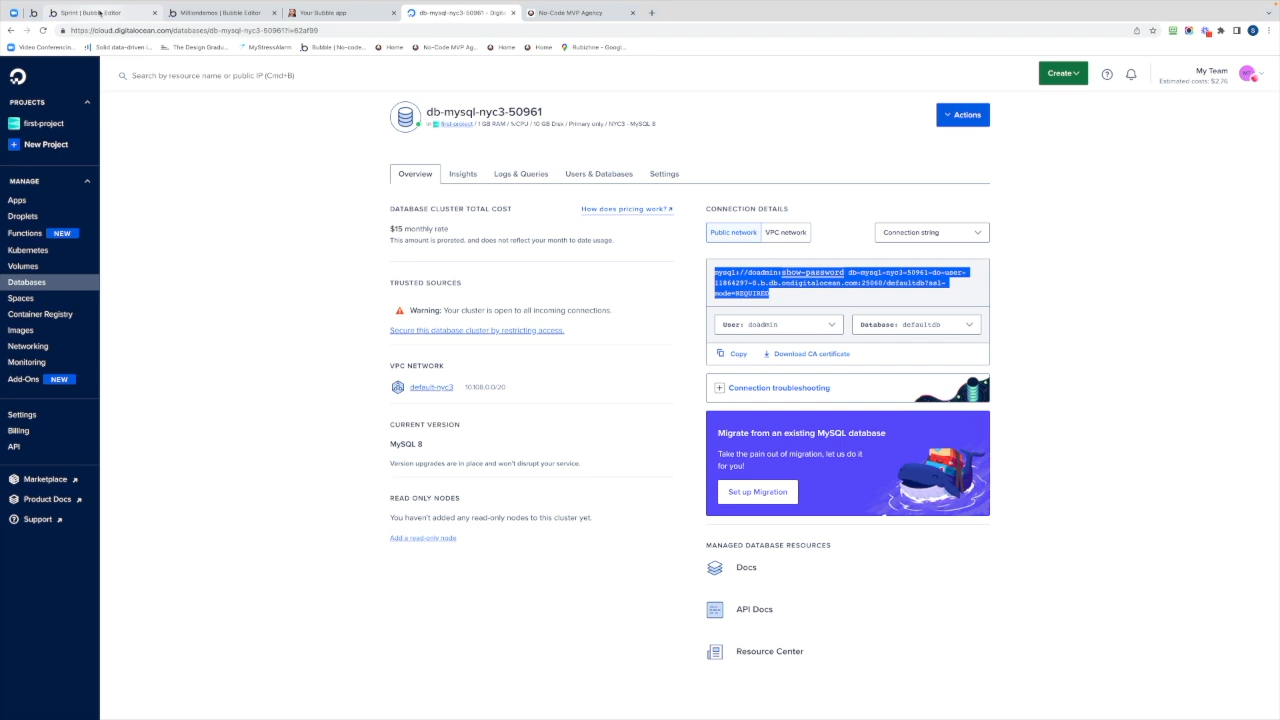 Sprint | Bubble Editor
Milliondemos | Bubble Editor
Your Bubble app
db-mysql-nyc3-50961 - Digita
No-Code MVP Agency
https://cloud.digitalocean.com/databases/db-mysql-nyc3-50961?i=62af99
Video Conferencin...
Solid data-driven i...
The Design Gradu...
MyStressAlarm
Bubble | No-code...
Home
No-Code MVP Ag...
Home
Home
Rubizhne - Googl...
Search by resource name or public IP (Cmd+B)
Create
My Team
Estimated costs: $2.76
PROJECTS
first-project
New Project
MANAGE
Apps
Droplets
Functions NEW
Kubernetes
Volumes
Databases
Spaces
Container Registry
Images
Networking
Monitoring
Add-Ons NEW
Settings
Billing
API
Marketplace
Product Docs
Support
db-mysql-nyc3-50961
in first-project / 1 GB RAM / 1vCPU / 10 GB Disk / Primary only / NYC3 - MySQL 8
Actions
Overview
Insights
Logs & Queries
Users & Databases
Settings
DATABASE CLUSTER TOTAL COST
How does pricing work?
$15 monthly rate
This amount is prorated, and does not reflect your month to date usage.
TRUSTED SOURCES
Warning: Your cluster is open to all incoming connections.
Secure this database cluster by restricting access.
VPC NETWORK
default-nyc3
10.108.0.0/20
CURRENT VERSION
MySQL 8
Version upgrades are in place and won't disrupt your service.
READ ONLY NODES
You haven't added any read-only nodes to this cluster yet.
Add a read-only node
CONNECTION DETAILS
Public network
VPC network
Connection string
mysql://doadmin:show-password db-mysql-nyc3-50961-do-user-
11864297-0.b.db.ondigitalocean.com:25060/defaultdb?ssl-
mode=REQUIRED
User: doadmin
Database: defaultdb
Copy
Download CA certificate
Connection troubleshooting
Migrate from an existing MySQL database
Take the pain out of migration, let us do it
for you!
Set up Migration
MANAGED DATABASE RESOURCES
Docs
API Docs
Resource Center